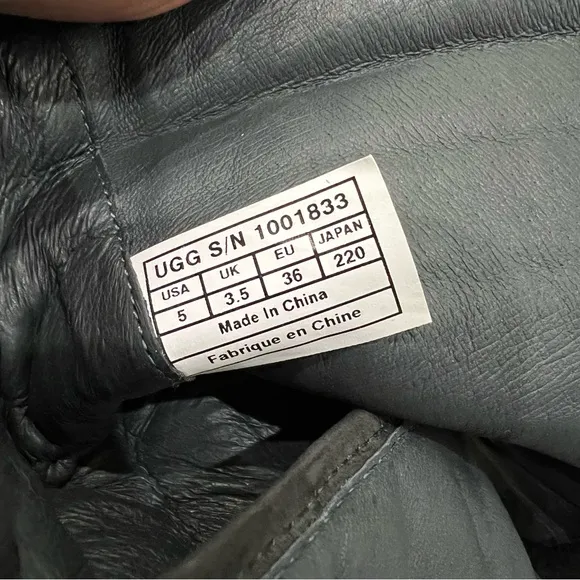 UGG S/N 1001833
USA UK EU JAPAN
5 3.5 36 220
Made In China
Fabrique en Chine